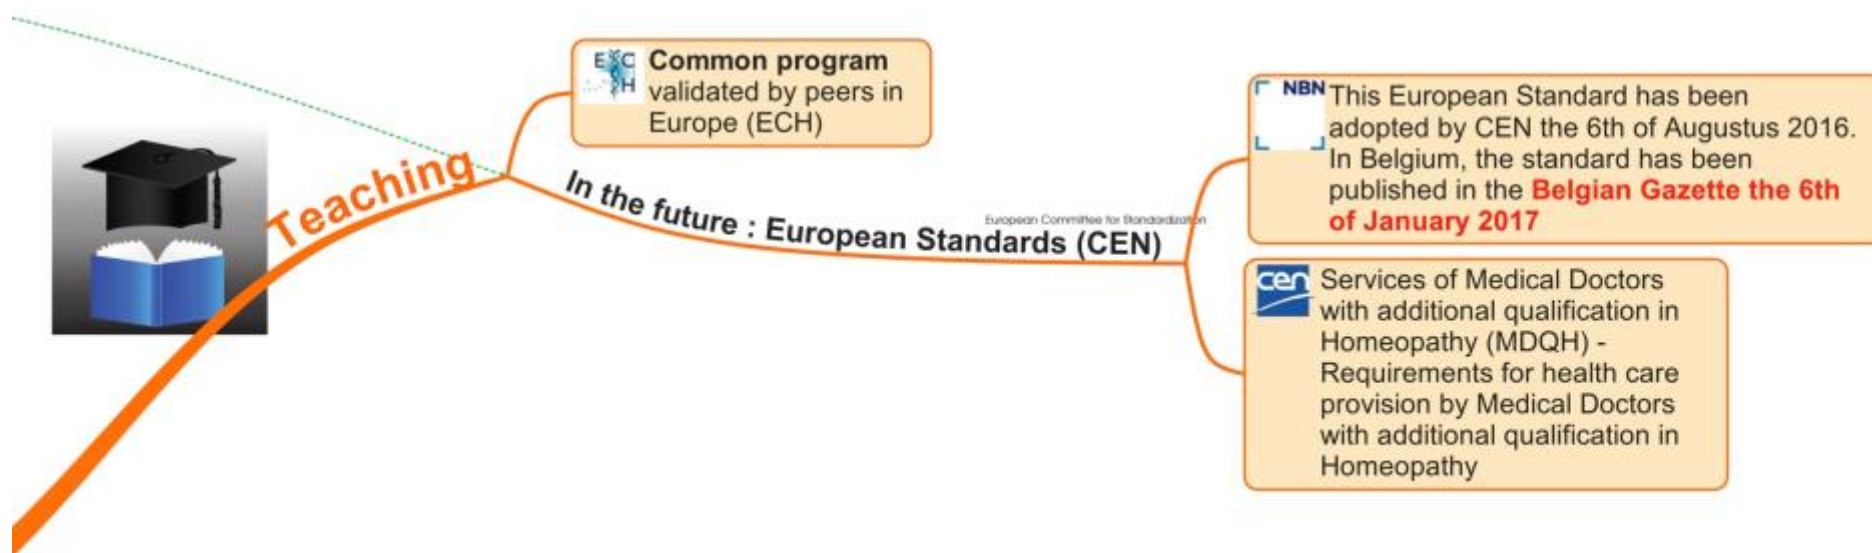 Teaching
E C
C H
Common program
validated by peers in
Europe (ECH)
In the future : European Standards (CEN)
European Committee for Standardization
NBN
This European Standard has been
adopted by CEN the 6th of Augustus 2016.
In Belgium, the standard has been
published in the Belgian Gazette the 6th
of January 2017
cen
Services of Medical Doctors
with additional qualification in
Homeopathy (MDQH) -
Requirements for health care
provision by Medical Doctors
with additional qualification in
Homeopathy